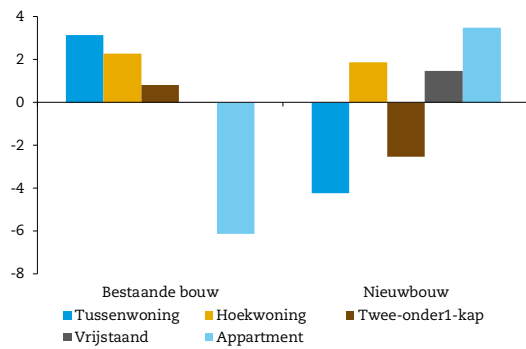 4
2
0
-2
-4
-6
-8
Bestaande bouw Nieuwbouw
Tussenwoning Hoekwoning Twee-onder1-kap
Vrijstaand Appartment